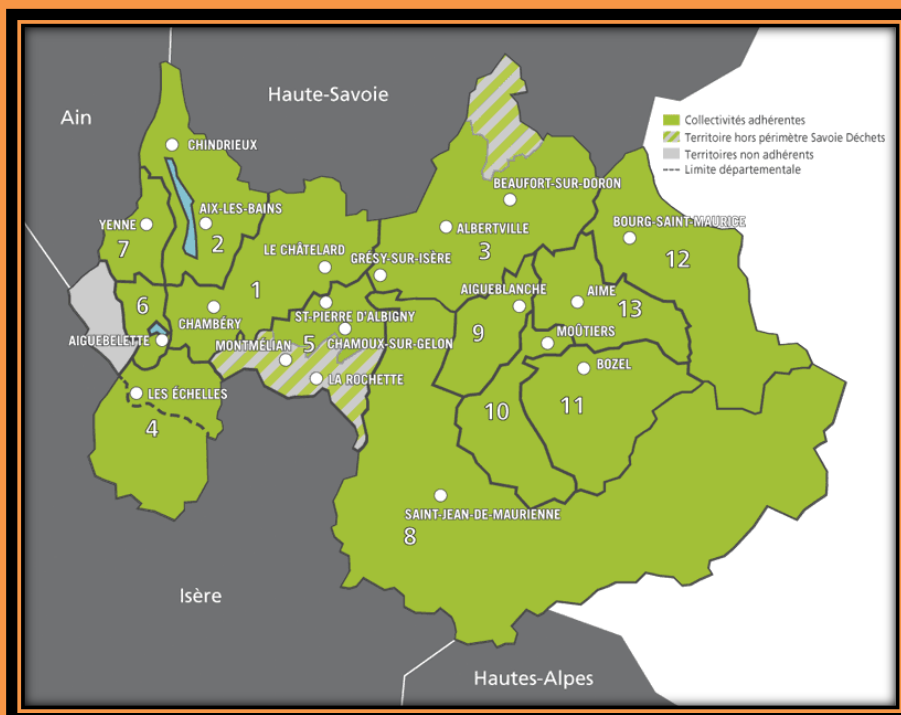 Haute-Savoie
Ain
Collectivités adhérentes
Territoire hors périmètre Savoie Déchets
Territoires non adhérents
Limite départementale
CHINDRIEUX
BEAUFORT-SUR-DORON
AIX-LES-BAINS
YENNE
BOURG-SAINT-MAURICE
ALBERTVILLE
7
2
3
12
LE CHÂTELARD
GRÉSY-SUR-ISÈRE
AIGUEBLANCHE
AIME
1
6
CHAMBÉRY
ST-PIERRE D'ALBIGNY
13
9
MOÛTIERS
AIGUEBELETTE
5
CHAMOUX-SUR-GELON
MONTMÉLIAN
BOZEL
LA ROCHETTE
LES ÉCHELLES
10
11
4
SAINT-JEAN-DE-MAURIENNE
8
Isère
Hautes-Alpes